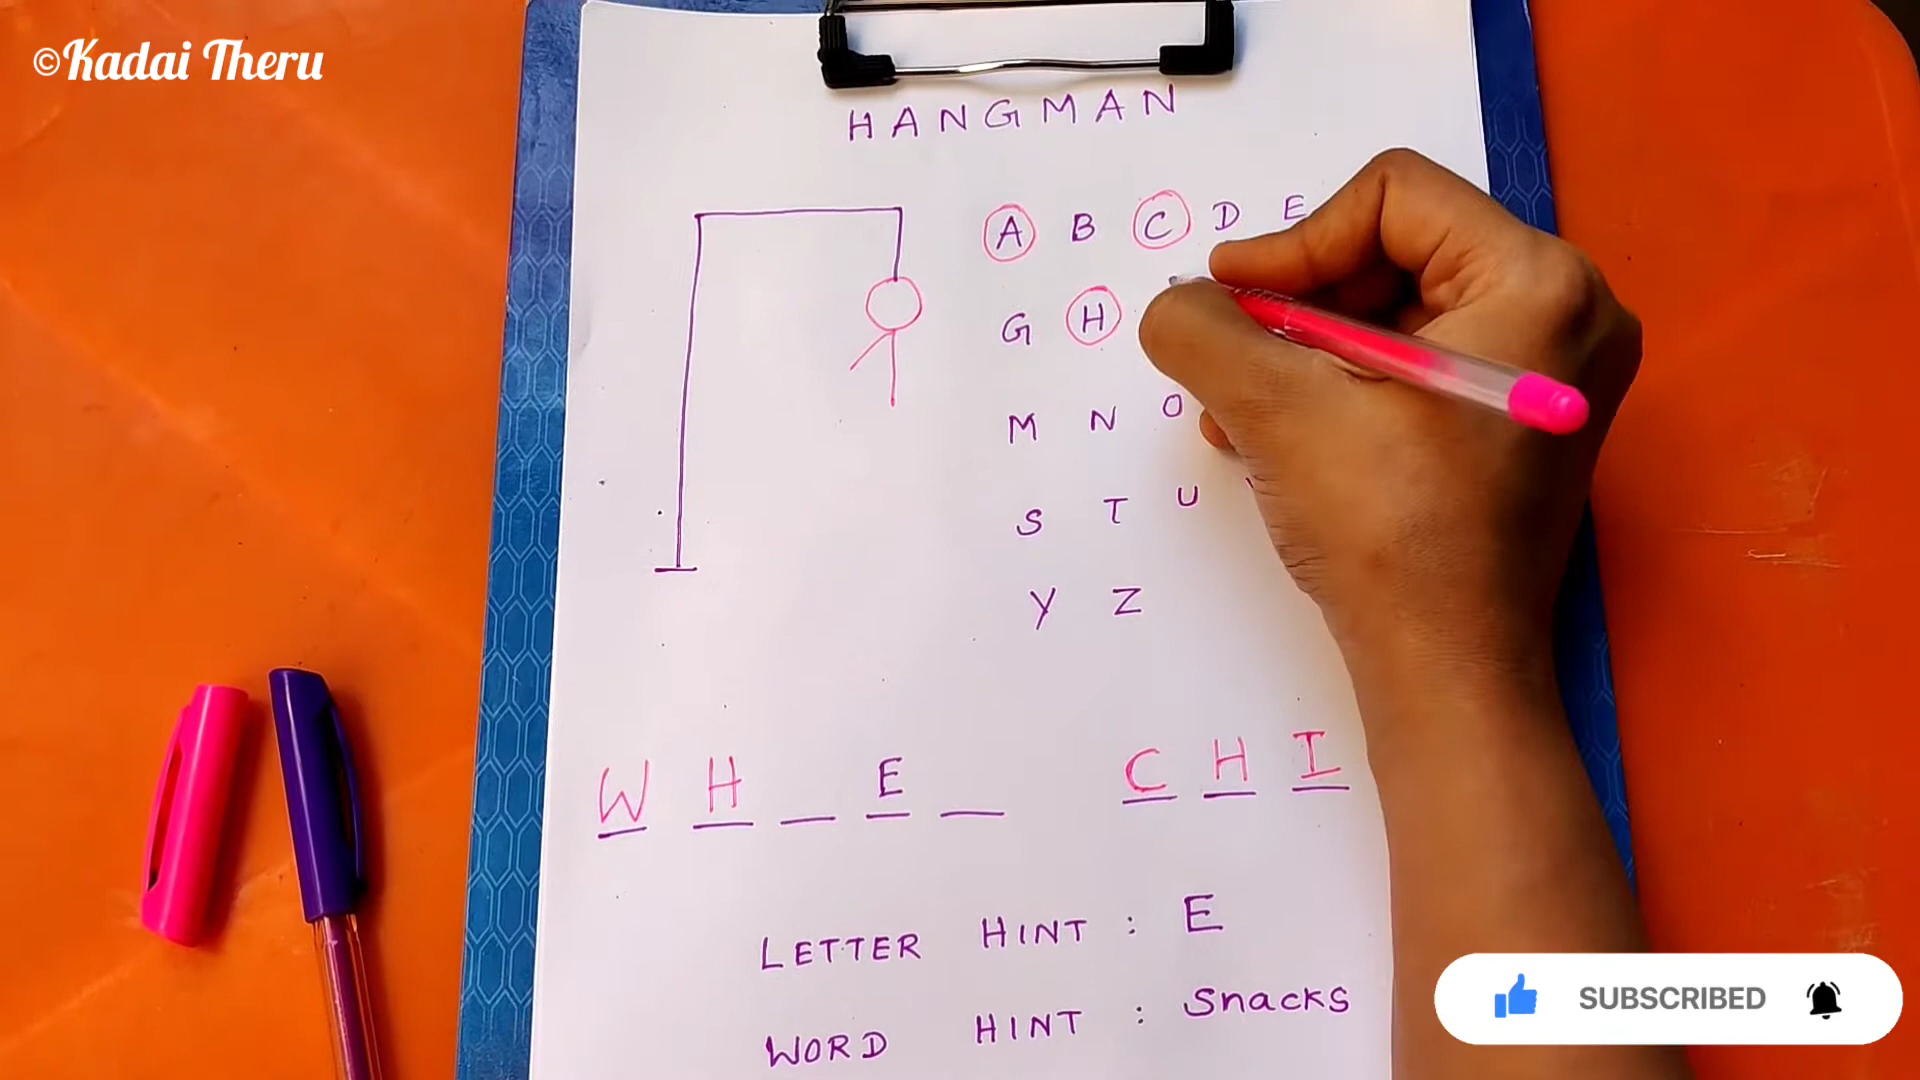 ©Kadai Theru
HANGMAN
A B C D E
G H
M N O
S T U
Y Z
W H _ E _ C H I
LETTER HINT : E
WORD HINT : Snacks
SUBSCRIBED